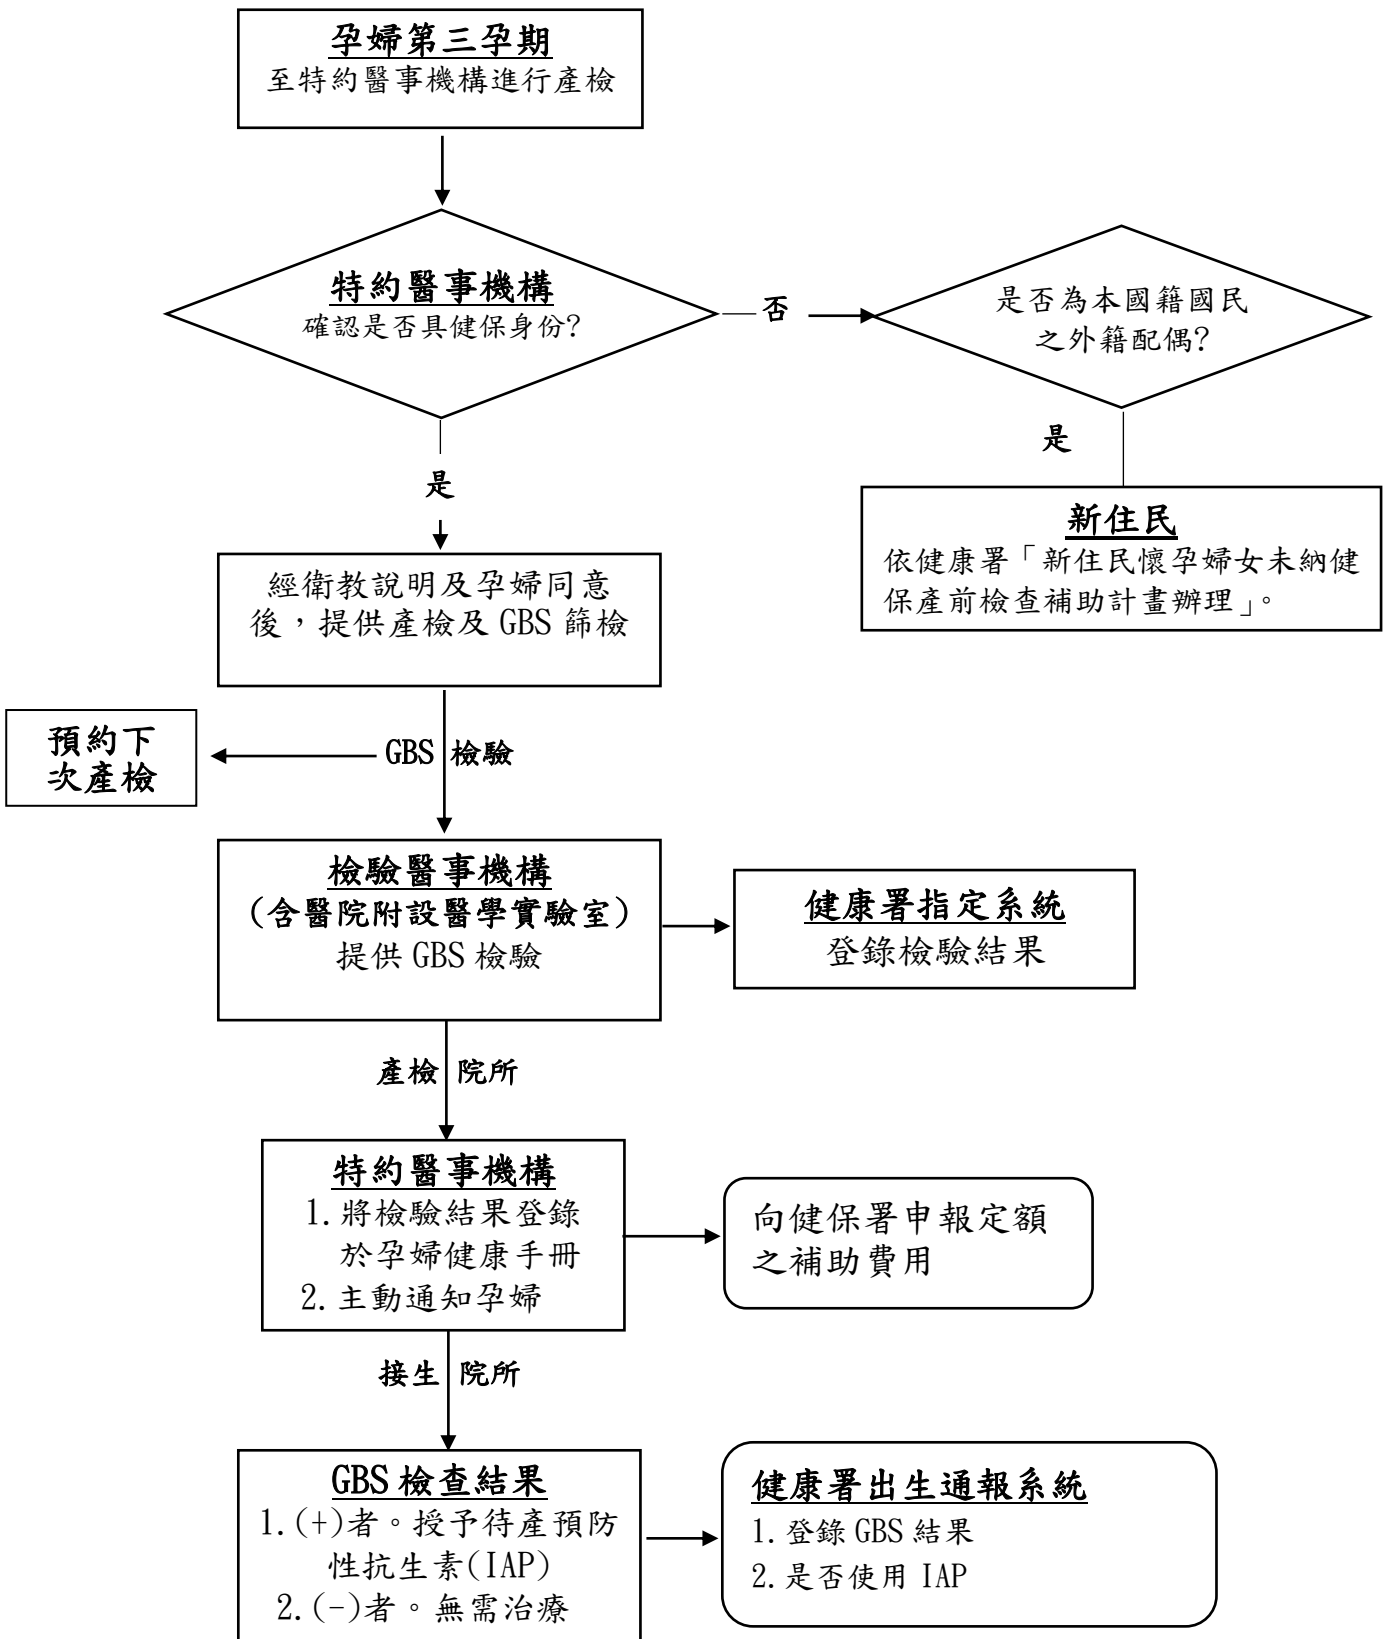 孕婦第三孕期
至特約醫事機構進行產檢
特約醫事機構
確認是否具健保身份?
否
是否為本國籍國民
之外籍配偶?
是
是
新住民
依健康署「新住民懷孕婦女未納健
保產前檢查補助計畫辦理」。
經衛教說明及孕婦同意
後，提供產檢及 GBS 篩檢
預約下
次產檢
GBS 檢驗
檢驗醫事機構
(含醫院附設醫學實驗室)
提供 GBS 檢驗
健康署指定系統
登錄檢驗結果
產檢 院所
特約醫事機構
1.將檢驗結果登錄
於孕婦健康手冊
2.主動通知孕婦
向健保署申報定額
之補助費用
接生 院所
GBS 檢查結果
1.(+)者。授予待產預防
性抗生素(IAP)
2.(-)者。無需治療
健康署出生通報系統
1.登錄 GBS 結果
2.是否使用 IAP